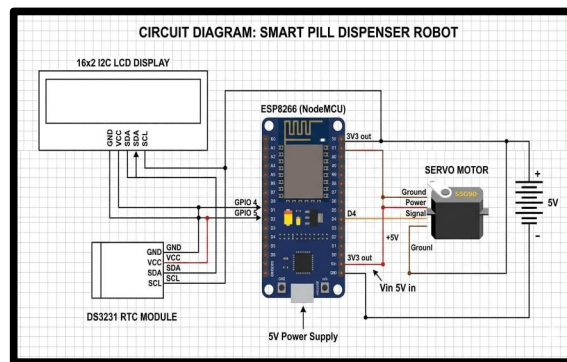 CIRCUIT DIAGRAM: SMART PILL DISPENSER ROBOT
16x2 I2C LCD DISPLAY
GND
VCC
SDA
SDA
SCL
ESP8266 (NodeMCU)
3V3 out
SERVO MOTOR
Ground
Power
Signal
+
5V
-
GPIO 4
GPIO 5
D4
+5V
Ground
GND
GND
VCC
VCC
SDA
SDA
SCL
SCL
3V3 out
Vin 5V in
DS3231 RTC MODULE
5V Power Supply